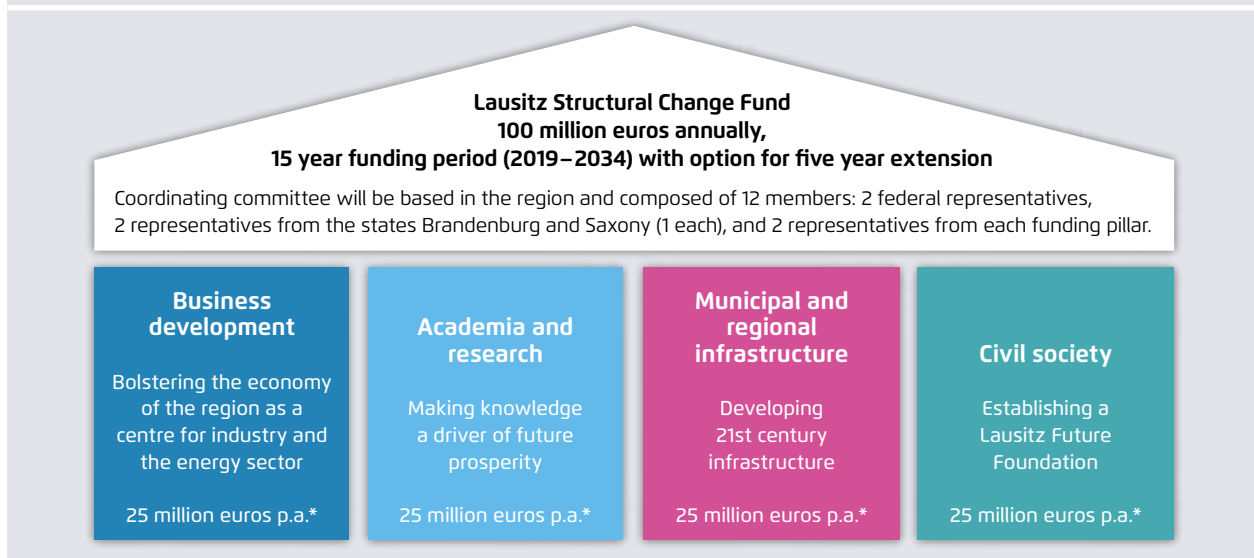 Lausitz Structural Change Fund
100 million euros annually,
15 year funding period (2019–2034) with option for five year extension
Coordinating committee will be based in the region and composed of 12 members: 2 federal representatives,
2 representatives from the states Brandenburg and Saxony (1 each), and 2 representatives from each funding pillar.
Business
development
Bolstering the economy
of the region as a
centre for industry and
the energy sector
25 million euros p.a.*
Academia and
research
Making knowledge
a driver of future
prosperity
25 million euros p.a.*
Municipal and
regional
infrastructure
Developing
21st century
infrastructure
25 million euros p.a.*
Civil society
Establishing a
Lausitz Future
Foundation
25 million euros p.a.*